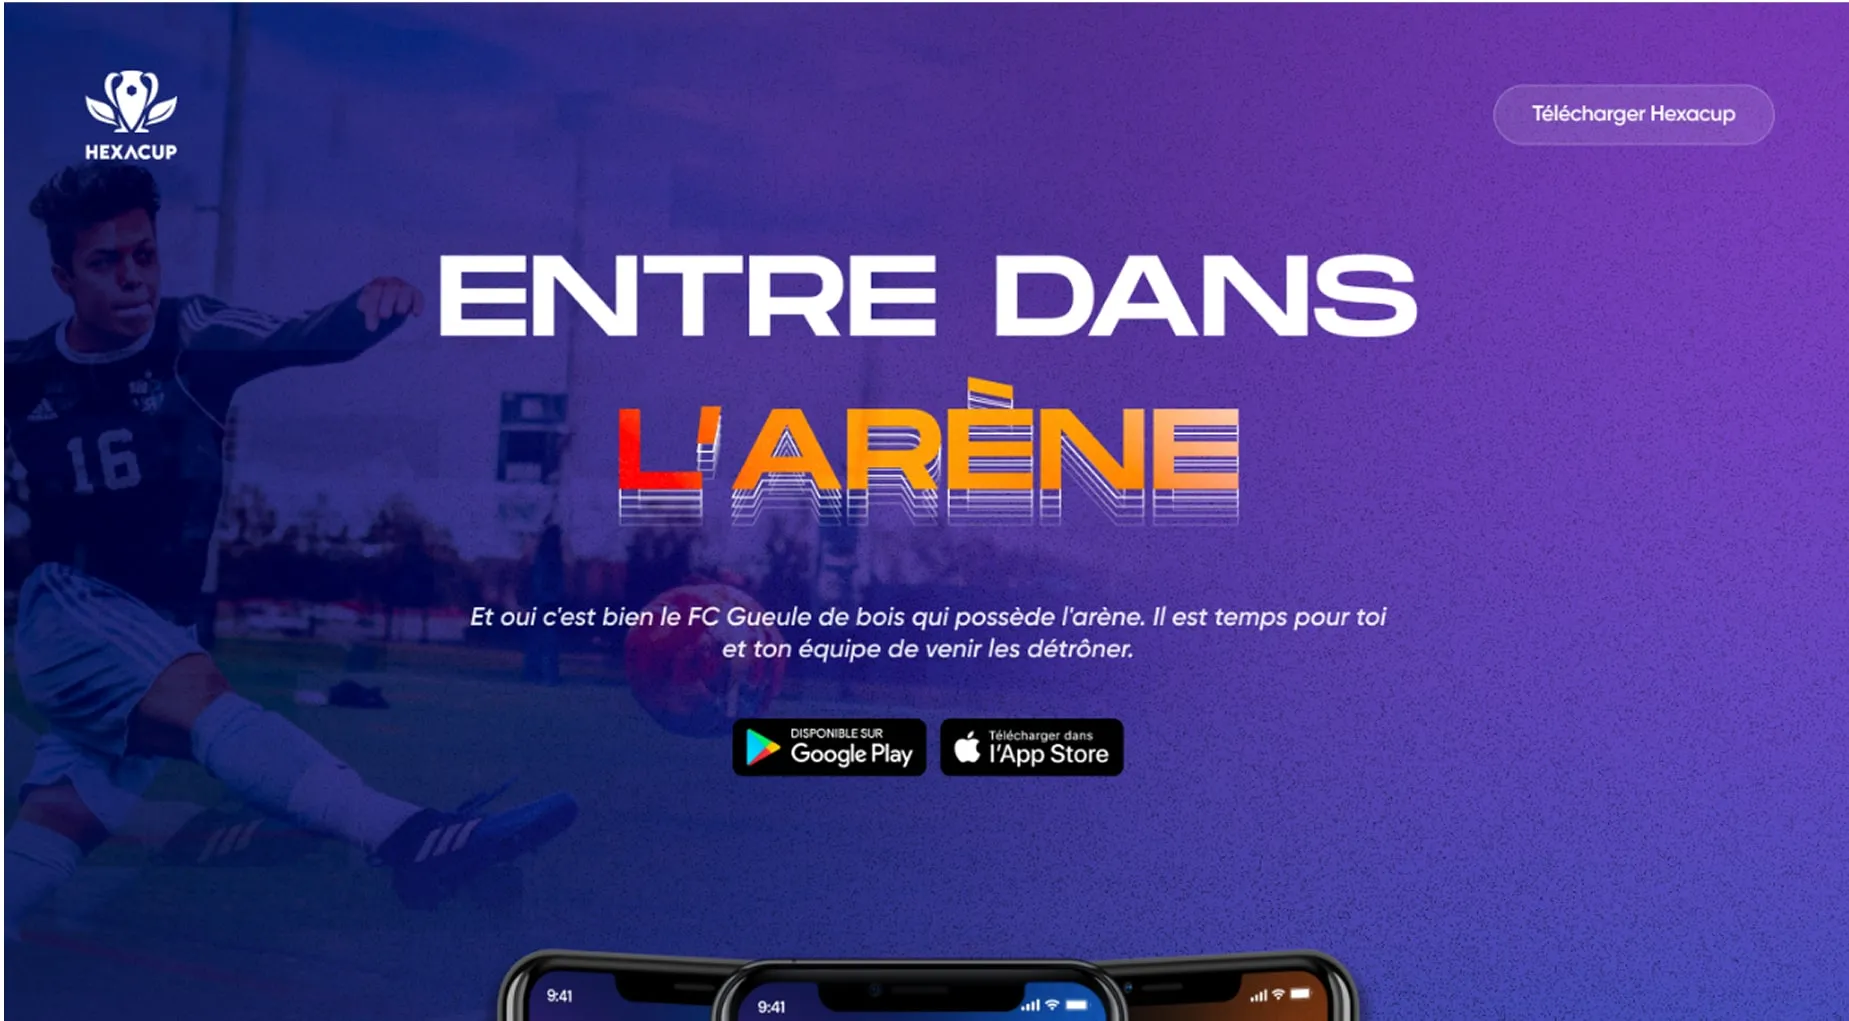 HEXACUP
Télécharger Hexacup
ENTRE DANS
L'ARÈNE
16
Et oui c'est bien le FC Gueule de bois qui possède l'arène. Il est temps pour toi
et ton équipe de venir les détrôner.
DISPONIBLE SUR
Google Play
Télécharger dans
l'App Store
9:41
9:41